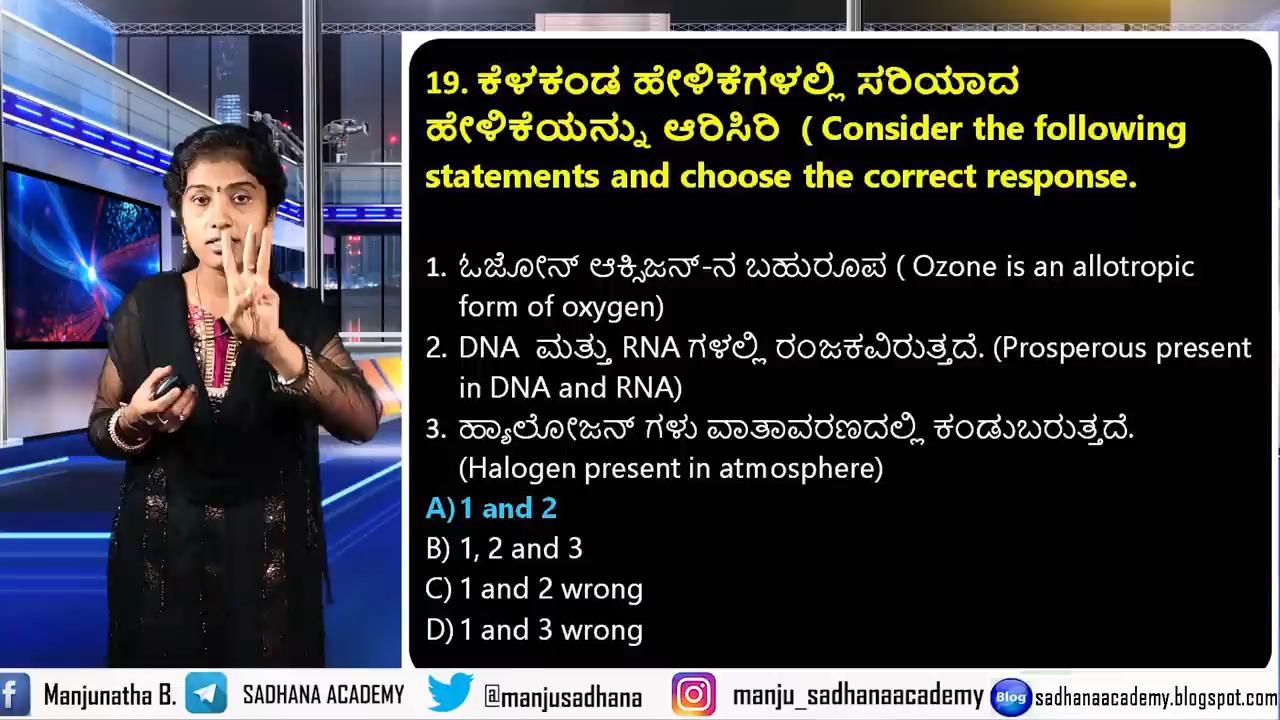 19. ಕೆಳಕಂಡ ಹೇಳಿಕೆಗಳಲ್ಲಿ ಸರಿಯಾದ
ಹೇಳಿಕೆಯನ್ನು ಆರಿಸಿರಿ ( Consider the following
statements and choose the correct response.
1. ಓಜೋನ್ ಆಕ್ಸಿಜನ್-ನ ಬಹುರೂಪ ( Ozone is an allotropic
form of oxygen)
2. DNA ಮತ್ತು RNA ಗಳಲ್ಲಿ ರಂಜಕವಿರುತ್ತದೆ. (Prosperous present
in DNA and RNA)
3. ಹ್ಯಾಲೋಜನ್ ಗಳು ವಾತಾವರಣದಲ್ಲಿ ಕಂಡುಬರುತ್ತದೆ.
(Halogen present in atmosphere)
A) 1 and 2
B) 1, 2 and 3
C) 1 and 2 wrong
D) 1 and 3 wrong
f Manjunatha B. SADHANA ACADEMY @manjusadhana manju_sadhanaacademy Blog sadhanaacademy.blogspot.com